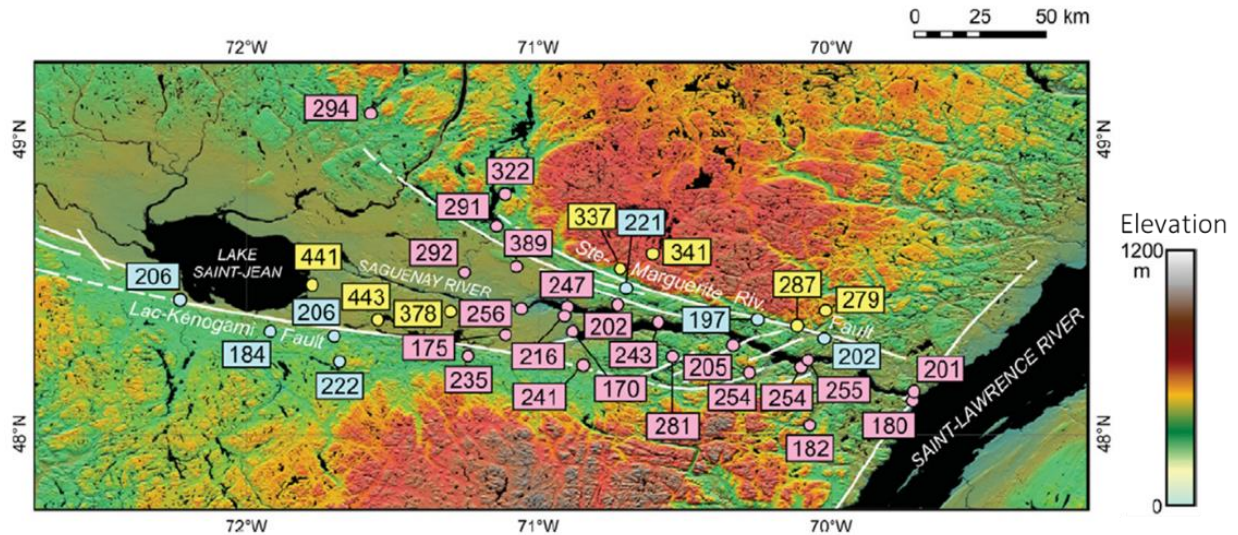 0 25 50 km
72°W 71°W 70°W
49°N
49°N
294
322
291
337 221
389
341
292
LAKE
SAINT-JEAN
441
Ste-Marguerite Riv. Fault
SAGUENAY RIVER
247
287
279
206
443 378 256
206
202
197
Lac-Kénogami Fault
184
175
216
243
205
202
222
235
241
170
254 254 255
201
281
180
182
48°N
48°N
SAINT-LAWRENCE RIVER
72°W 71°W 70°W
Elevation
1200
m
0